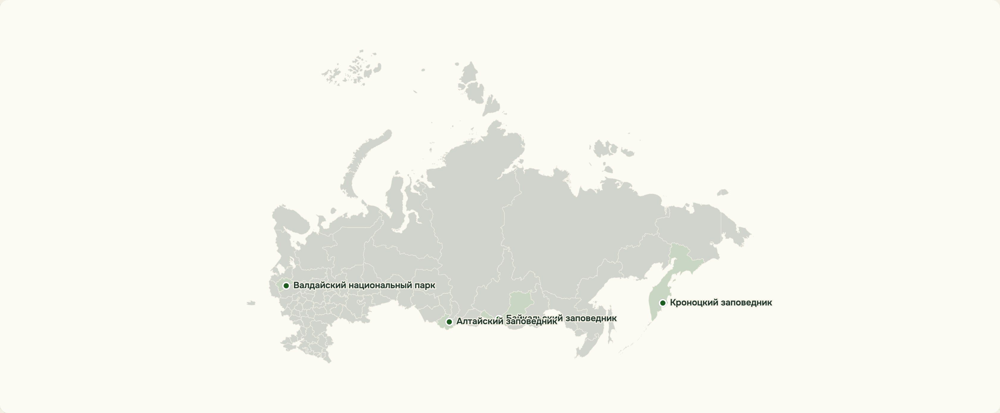 Валдайский национальный парк
Кроноцкий заповедник
Байкальский заповедник
Алтайский заповедник